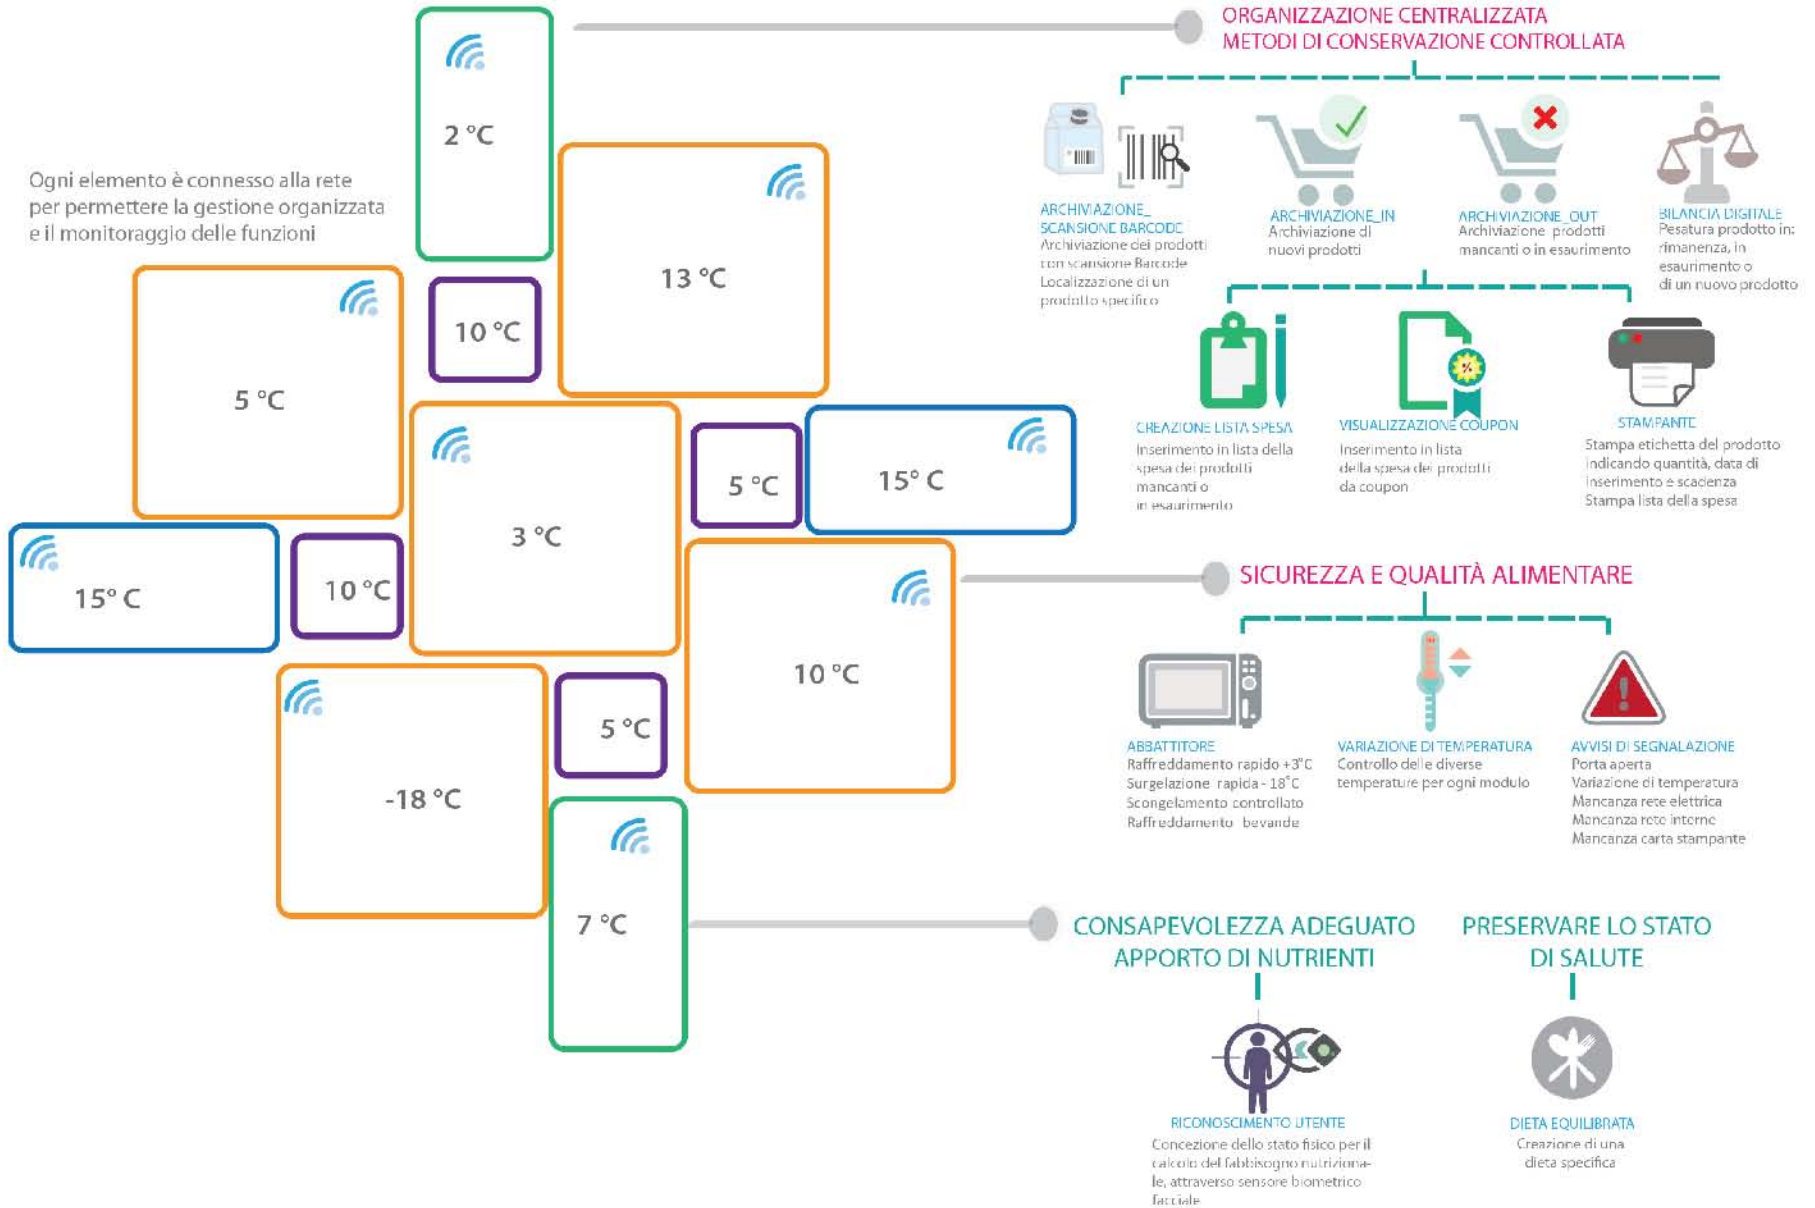 ORGANIZZAZIONE CENTRALIZZATA
METODI DI CONSERVAZIONE CONTROLLATA
2 °C
Ogni elemento è connesso alla rete
per permettere la gestione organizzata
e il monitoraggio delle funzioni
13 °C
10 °C
5 °C
5 °C
15° C
3 °C
15° C
10 °C
10 °C
5 °C
-18 °C
7 °C
ARCHIVIAZIONE_
SCANSIONE BARCODE
Archiviazione dei prodotti
con scansione Barcode
Localizzazione di un
prodotto specifico
ARCHIVIAZIONE_IN
Archiviazione di
nuovi prodotti
ARCHIVIAZIONE_OUT
Archiviazione prodotti
mancanti o in esaurimento
BILANCIA DIGITALE
Pesatura prodotto in:
rimanenza, in
esaurimento o
di un nuovo prodotto
CREAZIONE LISTA SPESA
Inserimento in lista della
spesa dei prodotti
mancanti o
in esaurimento
VISUALIZZAZIONE COUPON
Inserimento in lista
della spesa dei prodotti
da coupon
STAMPANTE
Stampa etichetta del prodotto
indicando quantità, data di
inserimento e scadenza
Stampa lista della spesa
SICUREZZA E QUALITÀ ALIMENTARE
ABBATTITORE
Raffreddamento rapido +3°C
Surgelazione rapida - 18°C
Scongelamento controllato
Raffreddamento bevande
VARIAZIONE DI TEMPERATURA
Controllo delle diverse
temperature per ogni modulo
AVVISI DI SEGNALAZIONE
Porta aperta
Variazione di temperatura
Mancanza rete elettrica
Mancanza rete interne
Mancanza carta stampante
CONSAPEVOLEZZA ADEGUATO
APPORTO DI NUTRIENTI
RICONOSCIMENTO UTENTE
Concezione dello stato fisico per il
calcolo del fabbisogno nutriziona-
le, attraverso sensore biometrico
facciale
PRESERVARE LO STATO
DI SALUTE
DIETA EQUILIBRATA
Creazione di una
dieta specifica